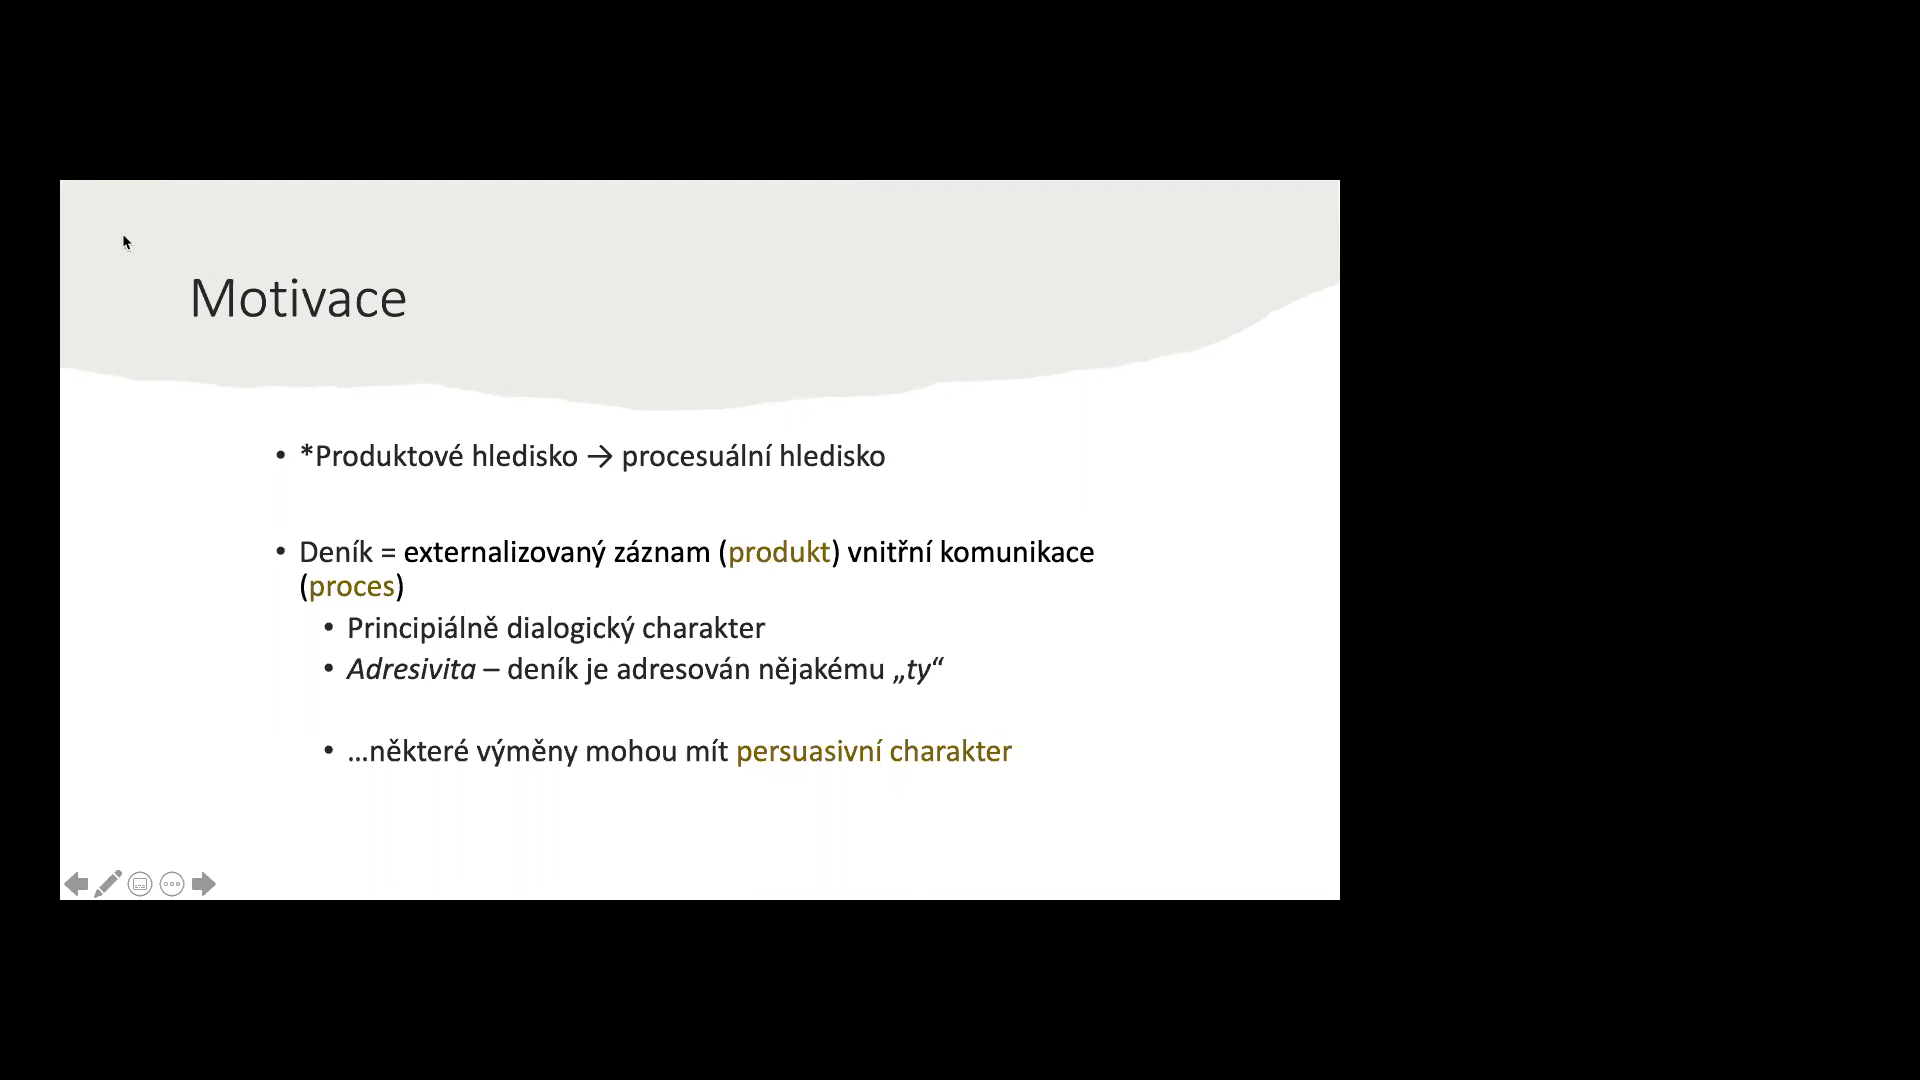 Motivace
• *Produktové hledisko → procesuální hledisko
• Deník = externalizovaný záznam (produkt) vnitřní komunikace
(proces)
• Principiálně dialogický charakter
• Adresivita – deník je adresován nějakému „ty“
• …některé výměny mohou mít persuasivní charakter